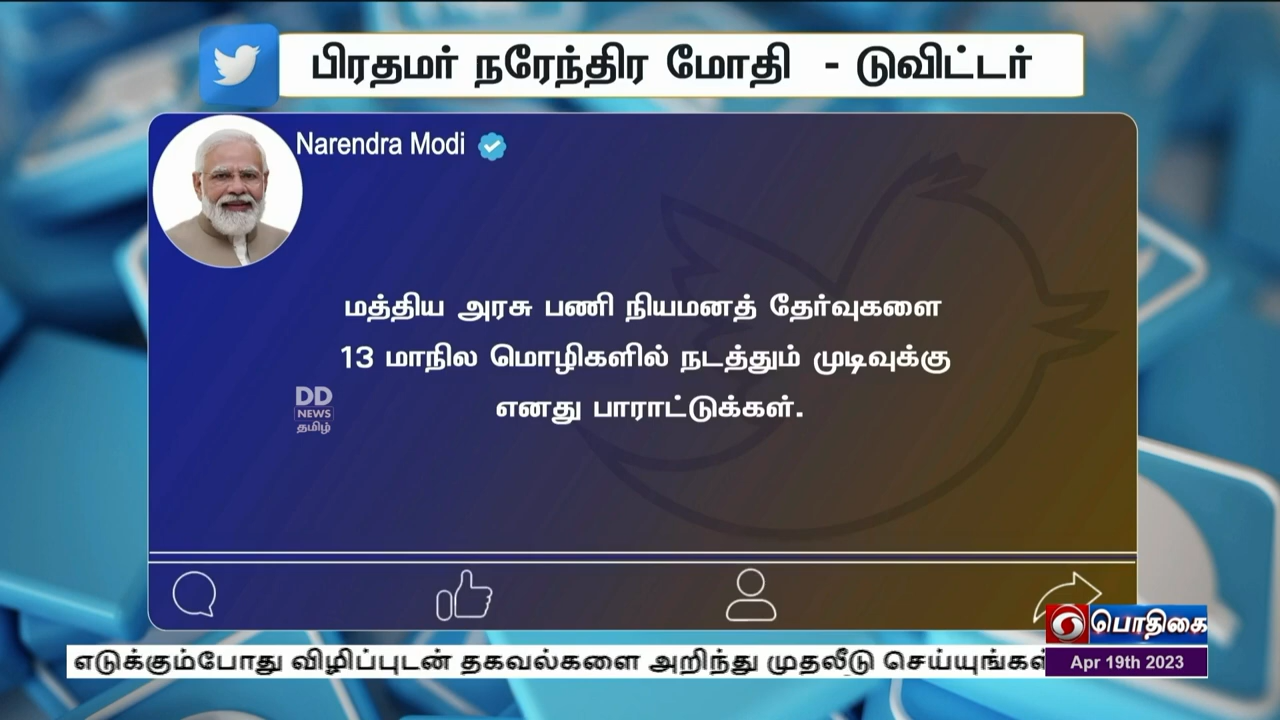 பிரதமர் நரேந்திர மோதி - டுவிட்டர்
Narendra Modi
மத்திய அரசு பணி நியமனத் தேர்வுகளை
13 மாநில மொழிகளில் நடத்தும் முடிவுக்கு
எனது பாராட்டுக்கள்.
DD
NEWS
தமிழ்
பொதிகை
எடுக்கும்போது விழிப்புடன் தகவல்களை அறிந்து முதலீடு செய்யுங்கள்
Apr 19th 2023